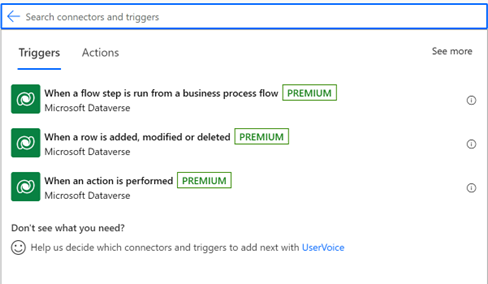 Search connectors and triggers
Triggers Actions See more
When a flow step is run from a business process flow PREMIUM
Microsoft Dataverse
When a row is added, modified or deleted PREMIUM
Microsoft Dataverse
When an action is performed PREMIUM
Microsoft Dataverse
Don't see what you need?
Help us decide which connectors and triggers to add next with UserVoice